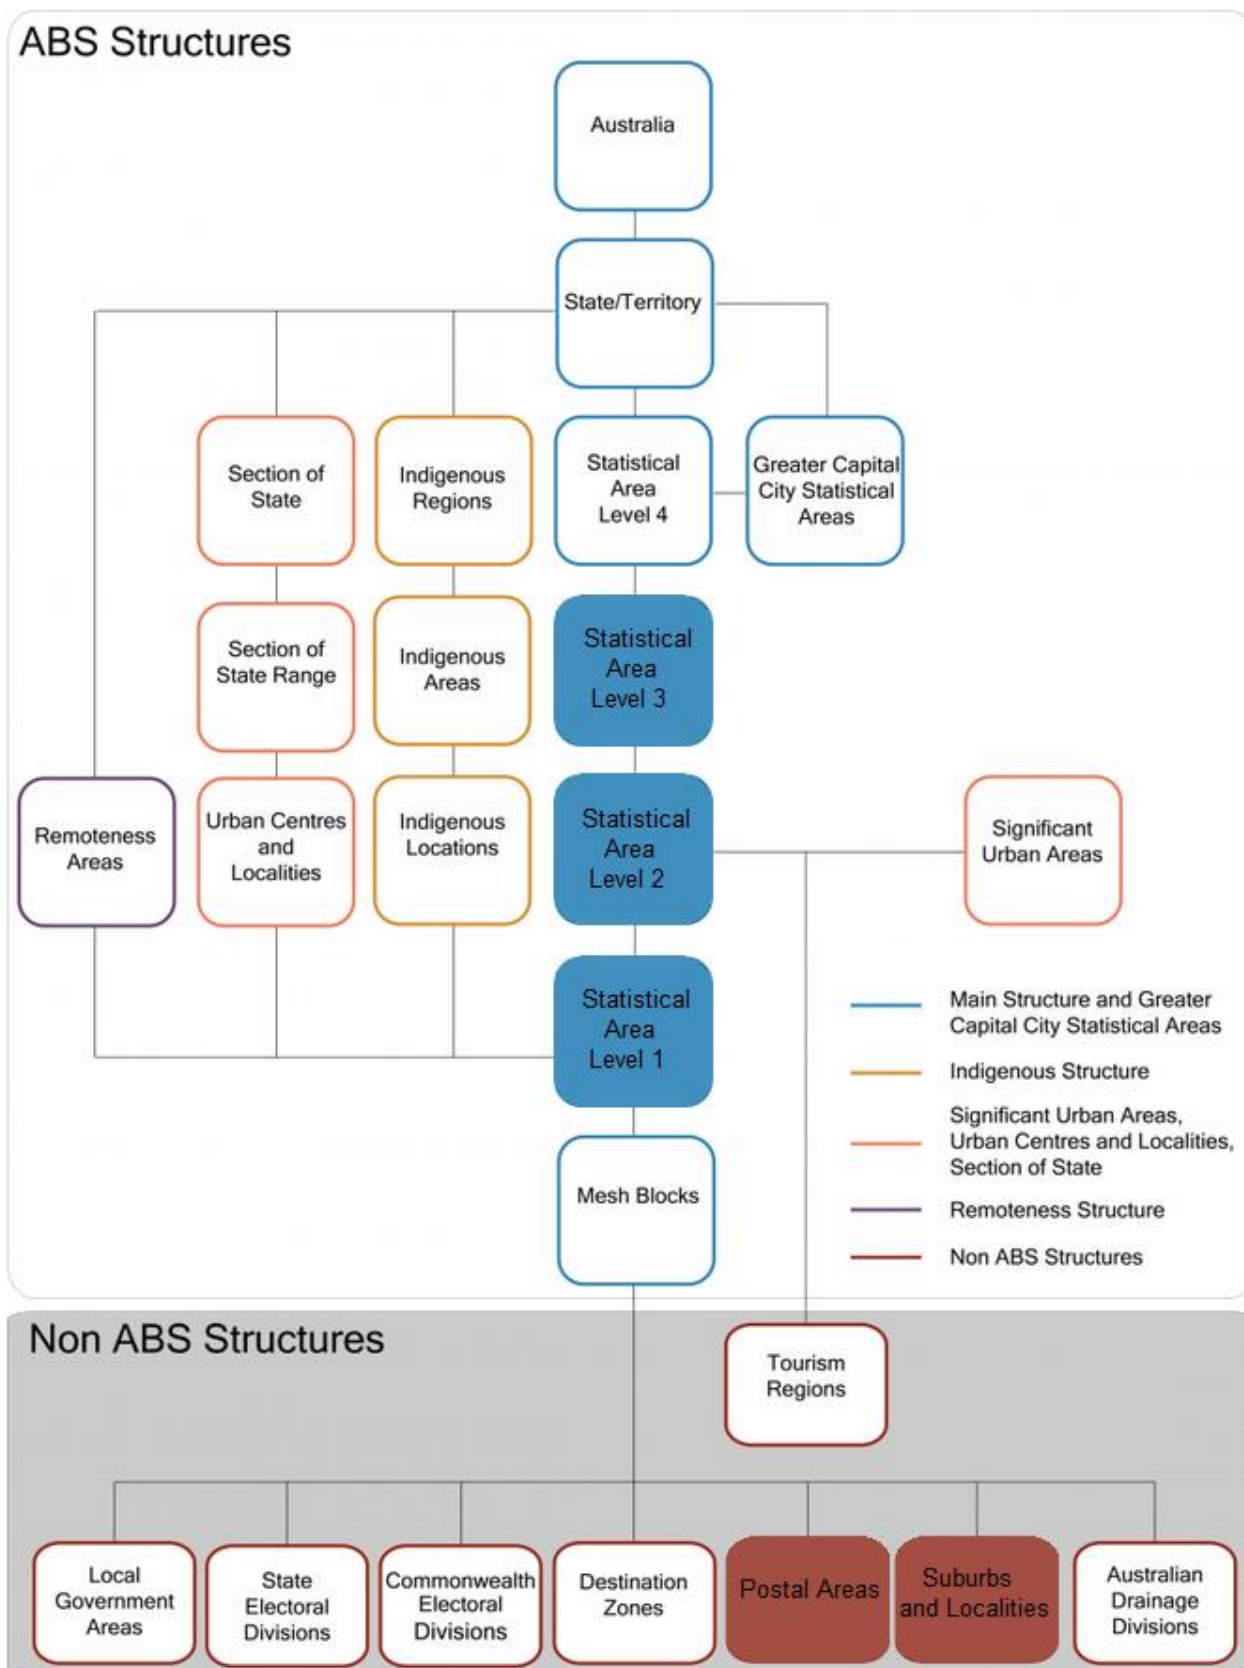 ABS Structures
Australia
State/Territory
Section of
State
Indigenous
Regions
Statistical
Area
Level 4
Greater Capital
City Statistical
Areas
Section of
State Range
Indigenous
Areas
Statistical
Area
Level 3
Remoteness
Areas
Urban Centres
and
Localities
Indigenous
Locations
Statistical
Area
Level 2
Significant
Urban Areas
Statistical
Area
Level 1
Main Structure and Greater
Capital City Statistical Areas
Indigenous Structure
Significant Urban Areas,
Urban Centres and Localities,
Section of State
Remoteness Structure
Non ABS Structures
Mesh Blocks
Non ABS Structures
Tourism
Regions
Local
Government
Areas
State
Electoral
Divisions
Commonwealth
Electoral
Divisions
Destination
Zones
Postal Areas
Suburbs
and Localities
Australian
Drainage
Divisions